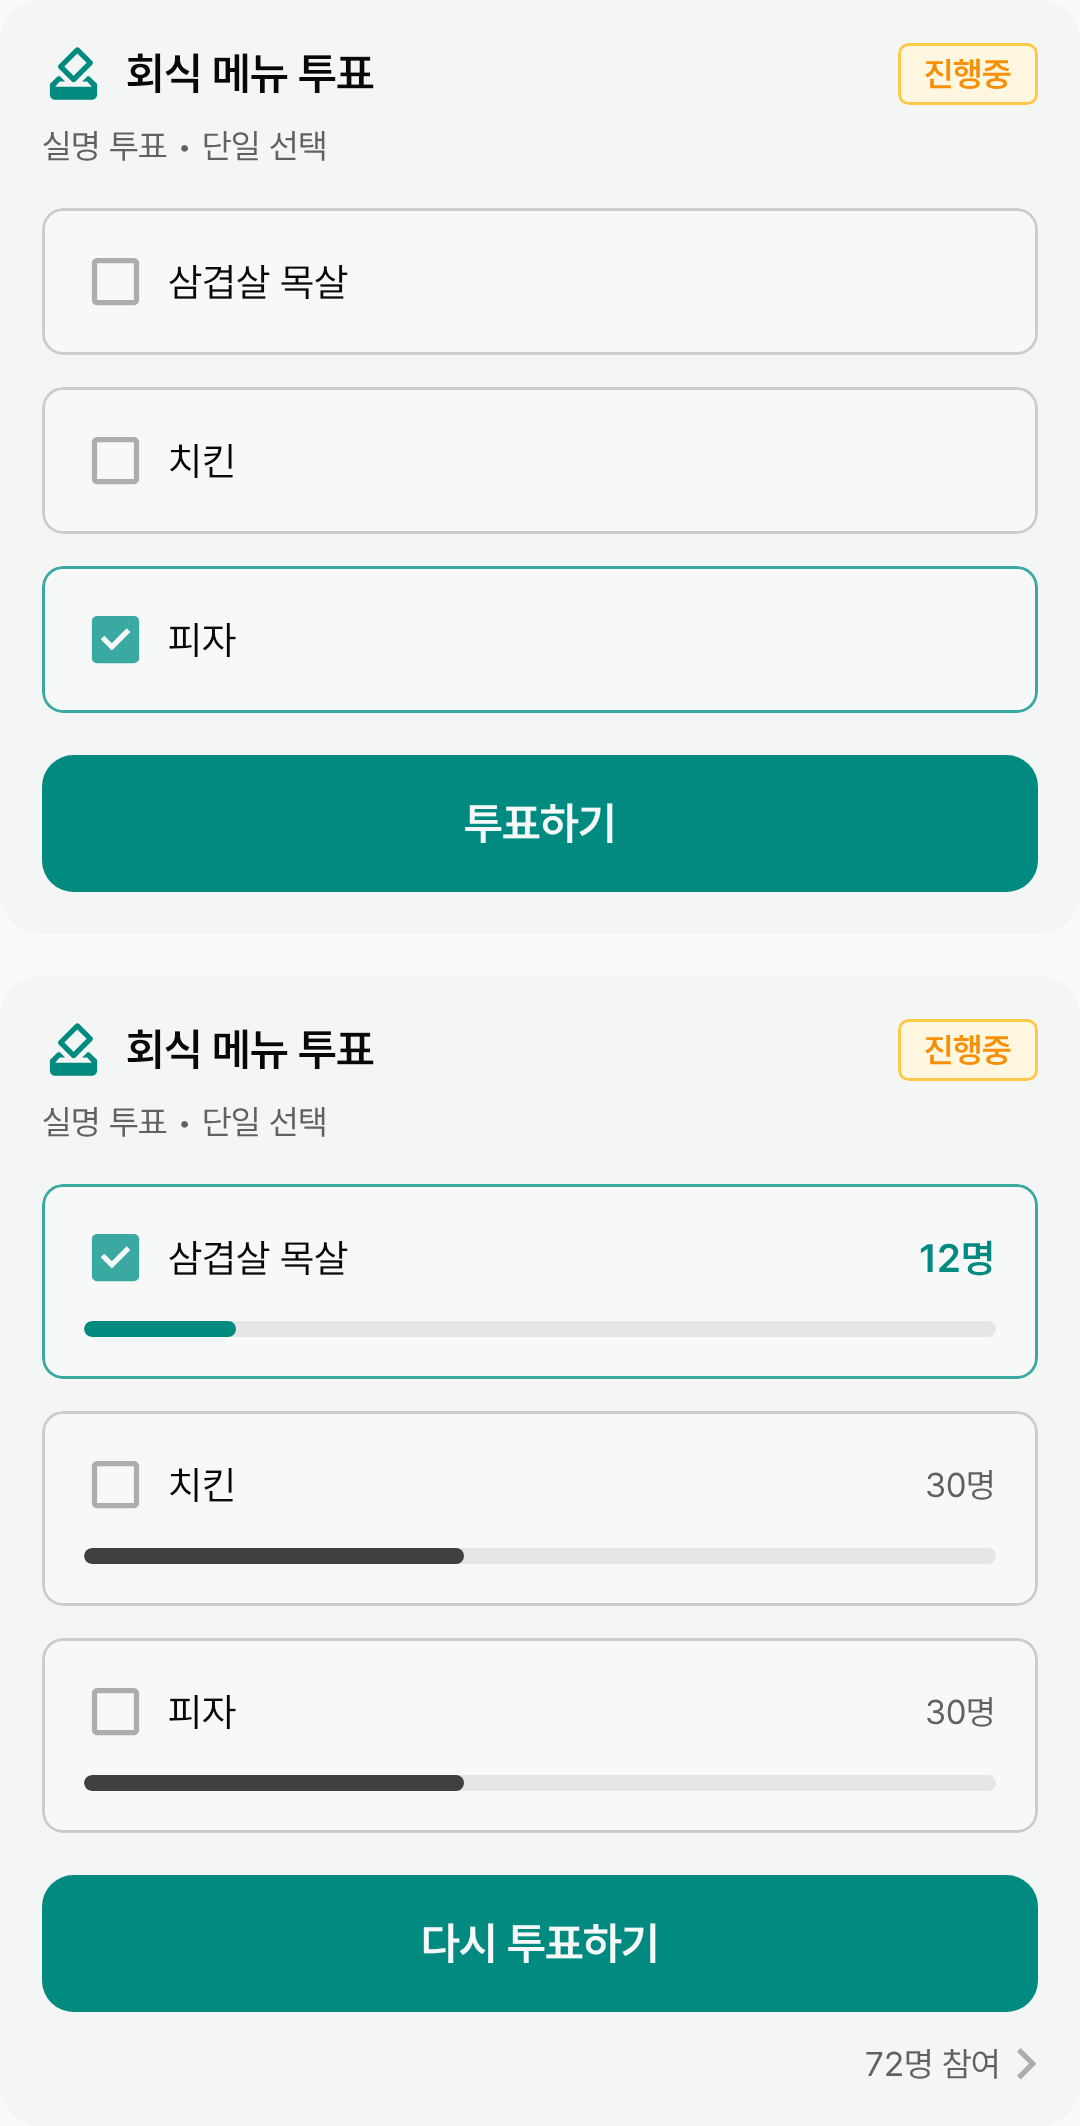 회식 메뉴 투표
진행중
실명 투표 • 단일 선택
삼겹살 목살
치킨
피자
투표하기
회식 메뉴 투표
진행중
실명 투표 • 단일 선택
삼겹살 목살
12명
치킨
30명
피자
30명
다시 투표하기
72명 참여